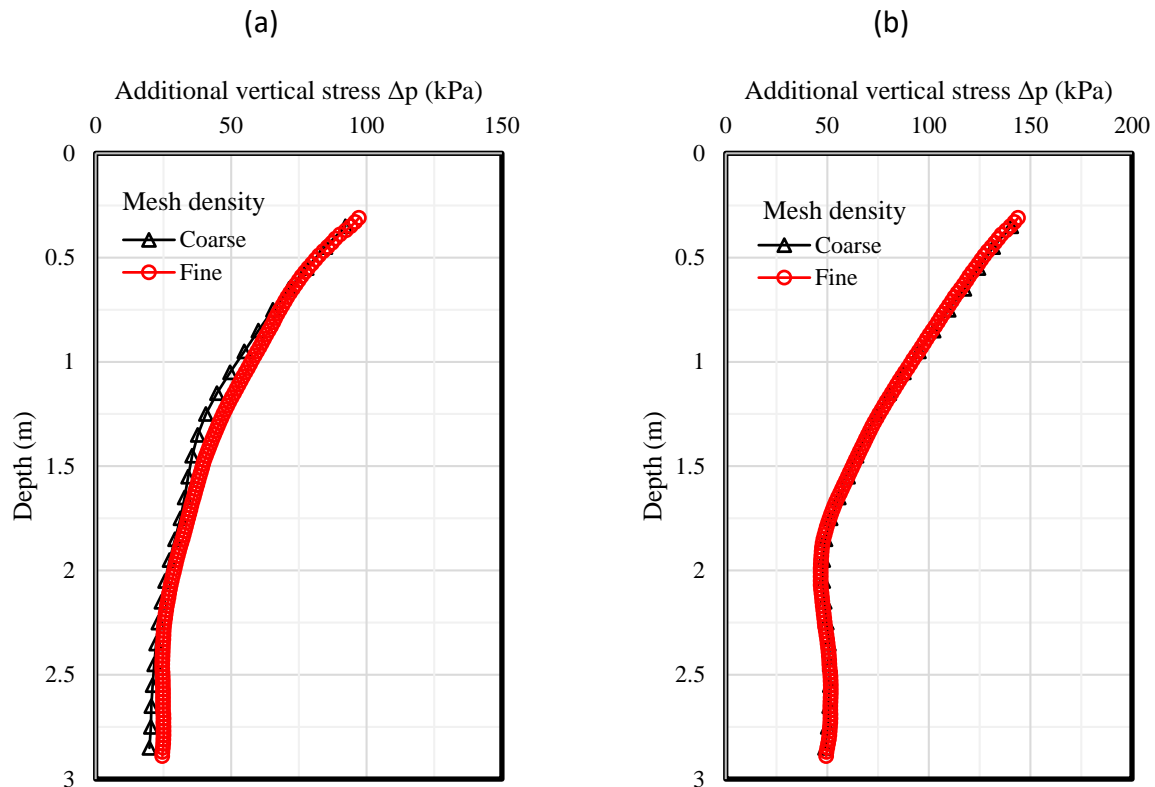 (a)
Additional vertical stress Δp (kPa)
0 50 100 150
0
0.5
1
1.5
2
2.5
3
Depth (m)
Mesh density
Coarse
Fine
(b)
Additional vertical stress Δp (kPa)
0 50 100 150 200
0
0.5
1
1.5
2
2.5
3
Depth (m)
Mesh density
Coarse
Fine